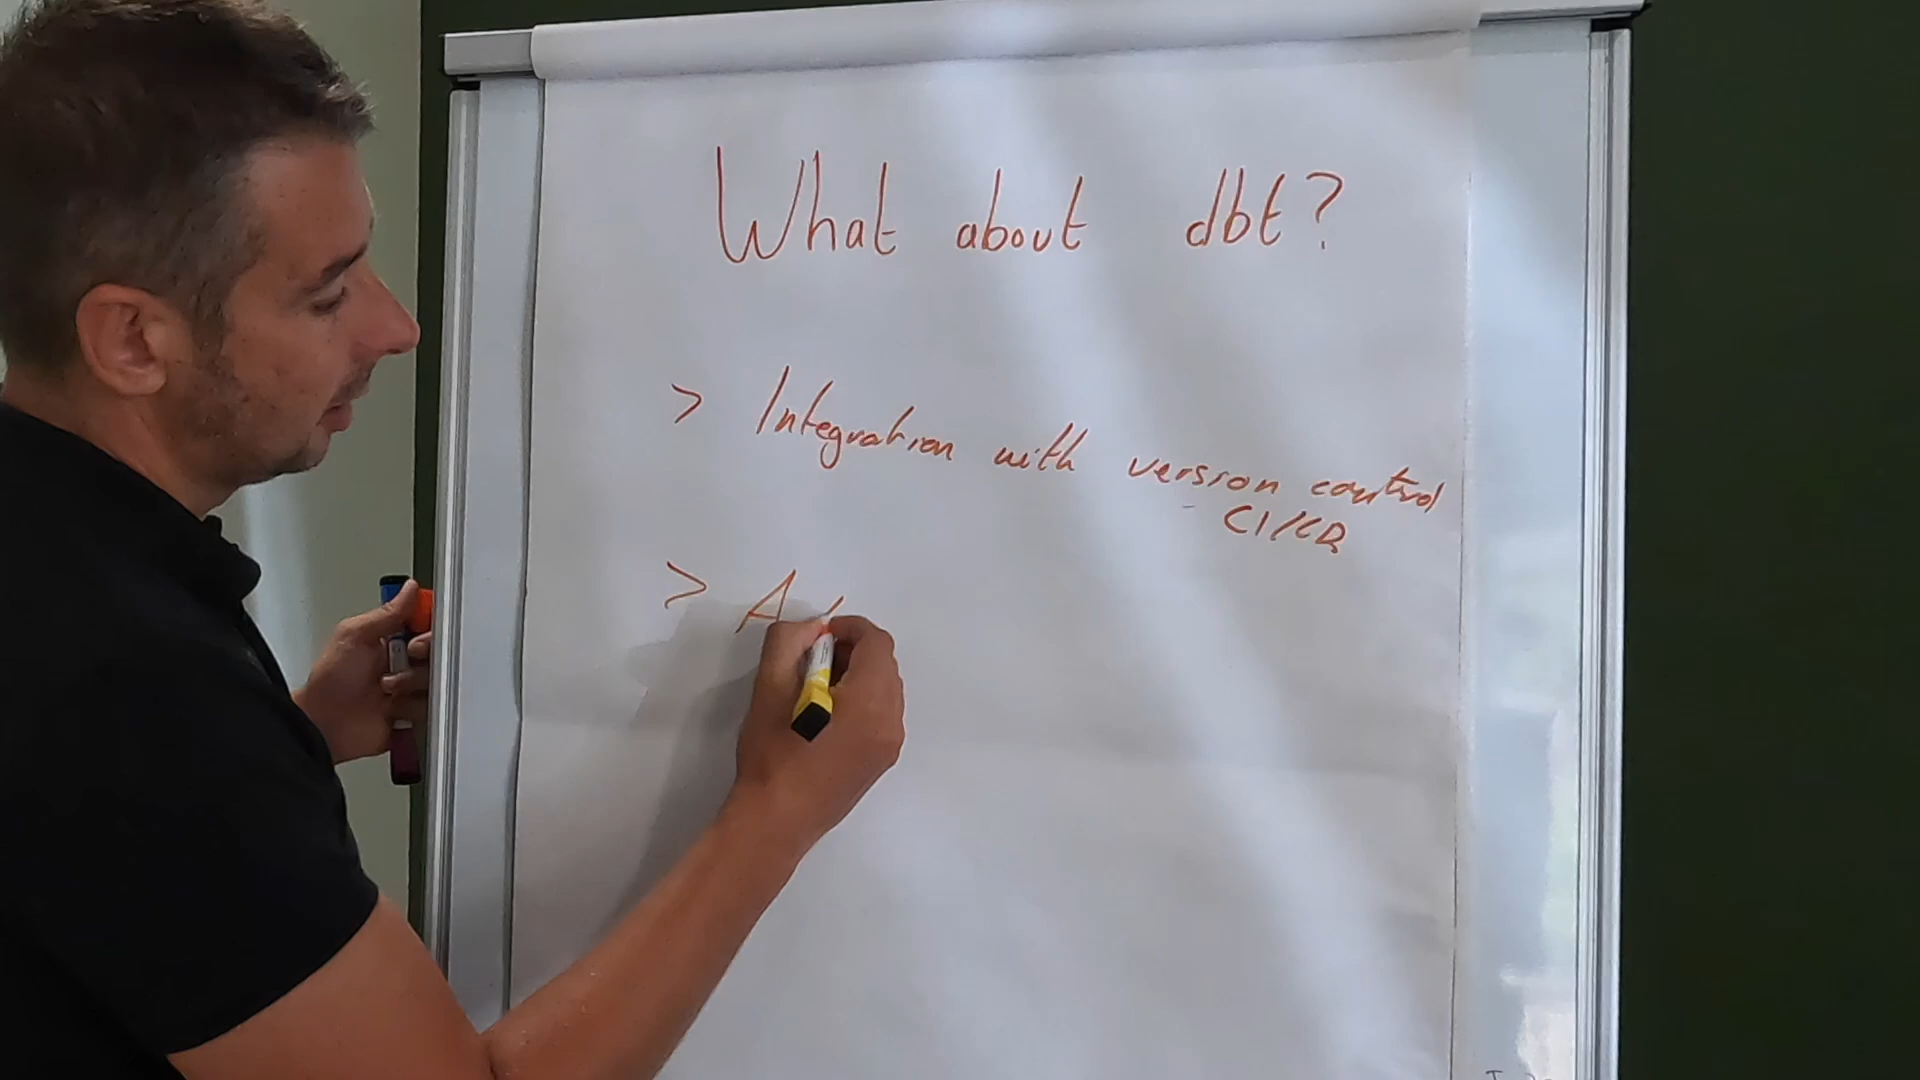 What about dbt?
> Integration with version control
- CI/CD
> A